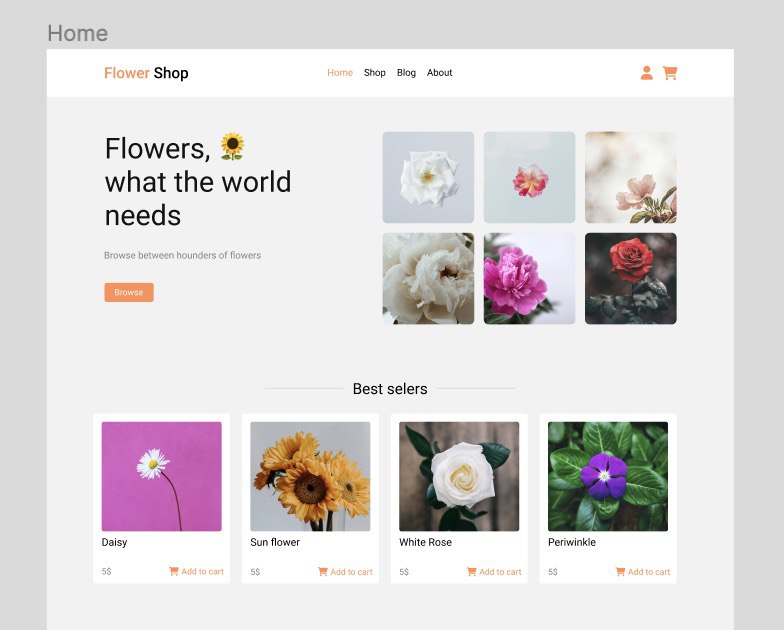 Home
Flower Shop
Home Shop Blog About
Flowers, 🌻
what the world
needs
Browse between hounders of flowers
Browse
Best selers
Daisy
5$ Add to cart
Sun flower
5$ Add to cart
White Rose
5$ Add to cart
Periwinkle
5$ Add to cart